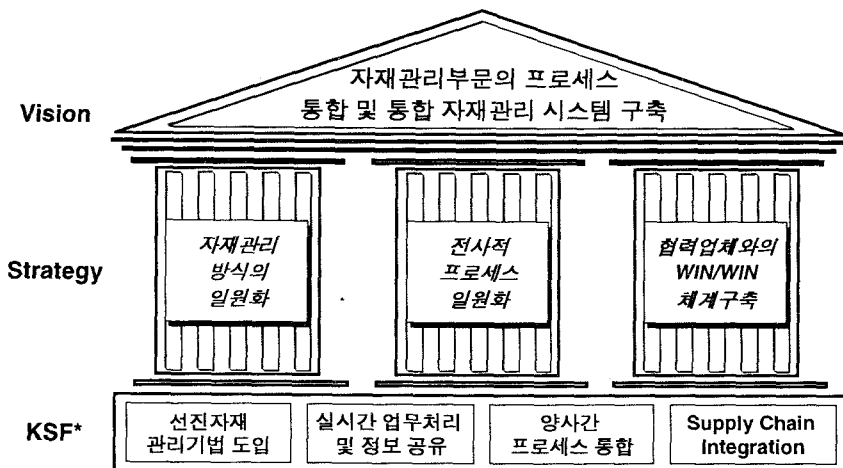 자재관리부문의 프로세스
Vision
통합 및 통합 자재관리 시스템 구축
Strategy
자재관리
방식의
일원화
전사적
프로세스
일원화
협력업체와의
WIN/WIN
체계구축
KSF*
선진자재
관리기법 도입
실시간 업무처리
및 정보 공유
양사간
프로세스 통합
Supply Chain
Integration